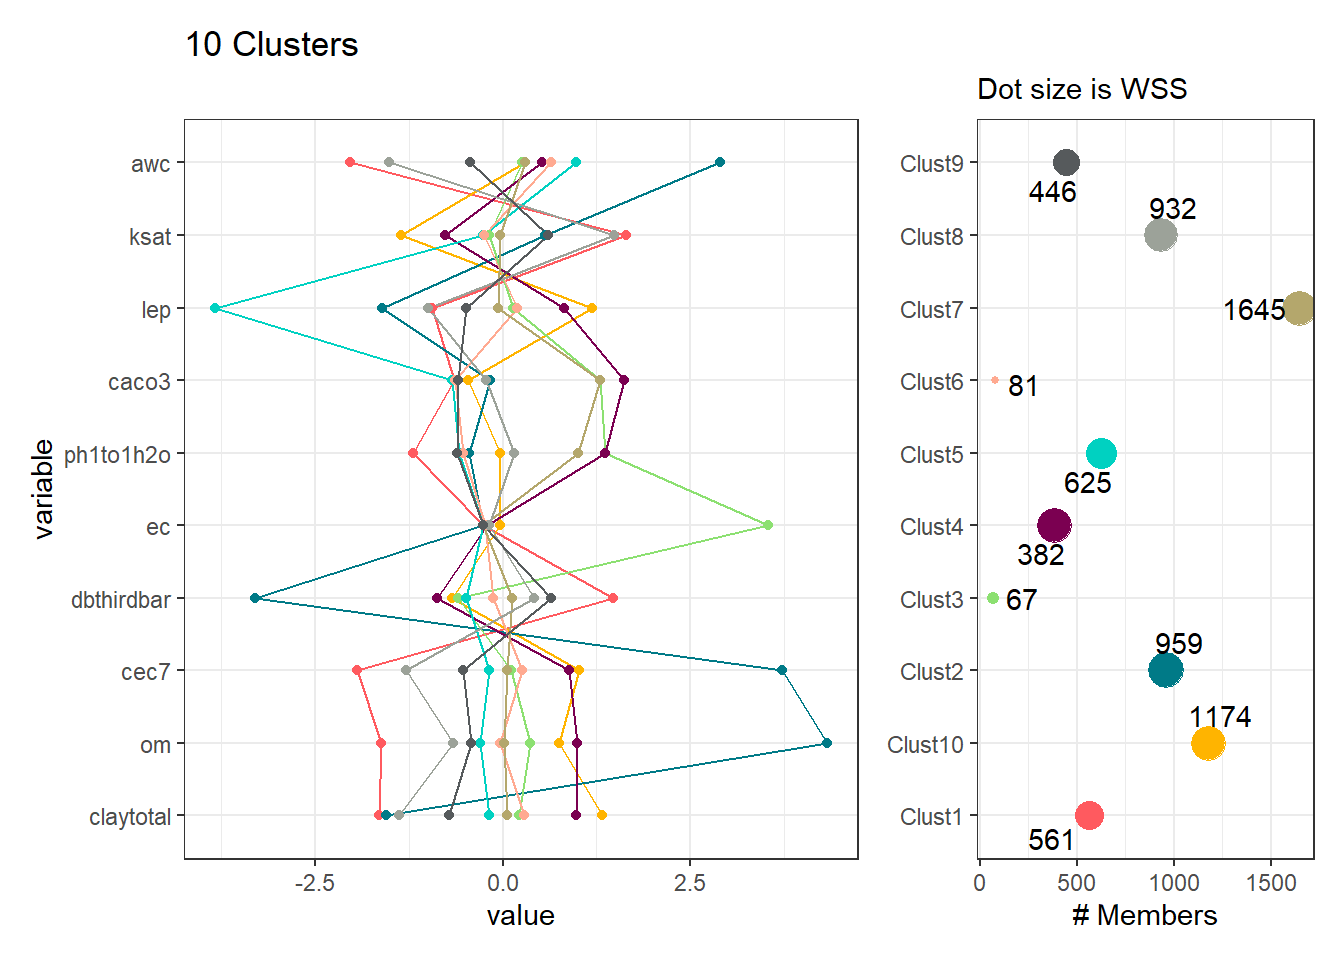 10 Clusters
awc
ksat
lep
caco3
ph1to1h2o
ec
dbthirdbar
cec7
om
claytotal
variable
-2.5 0.0 2.5
value
Dot size is WSS
Clust9
446
932
Clust8
Clust7
1645
Clust6
81
Clust5
625
Clust4
382
Clust3
67
959
Clust2
1174
Clust10
Clust1
561
0 500 1000 1500
# Members